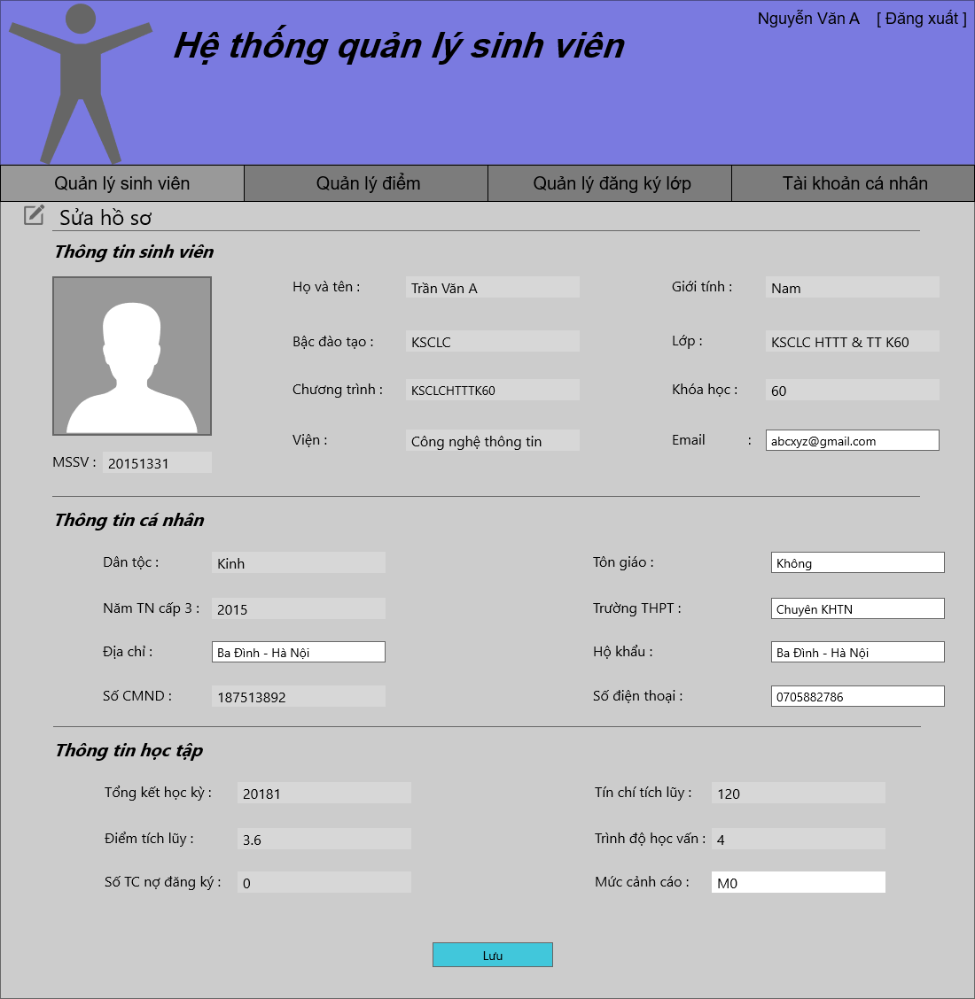 Nguyễn Văn A [ Đăng xuất ]
Hệ thống quản lý sinh viên
Quản lý sinh viên Quản lý điểm Quản lý đăng ký lớp Tài khoản cá nhân
Sửa hồ sơ
Thông tin sinh viên
Họ và tên : Trần Văn A Giới tính : Nam
Bậc đào tạo : KSCLC Lớp : KSCLC HTTT & TT K60
Chương trình : KSCLCHTTTK60 Khóa học : 60
Viện : Công nghệ thông tin Email : abcxyz@gmail.com
MSSV : 20151331
Thông tin cá nhân
Dân tộc : Kinh Tôn giáo : Không
Năm TN cấp 3 : 2015 Trường THPT : Chuyên KHTN
Địa chỉ : Ba Đình - Hà Nội Hộ khẩu : Ba Đình - Hà Nội
Số CMND : 187513892 Số điện thoại : 0705882786
Thông tin học tập
Tổng kết học kỳ : 20181 Tín chí tích lũy : 120
Điểm tích lũy : 3.6 Trình độ học vấn : 4
Số TC nợ đăng ký : 0 Mức cảnh cáo : M0
Lưu